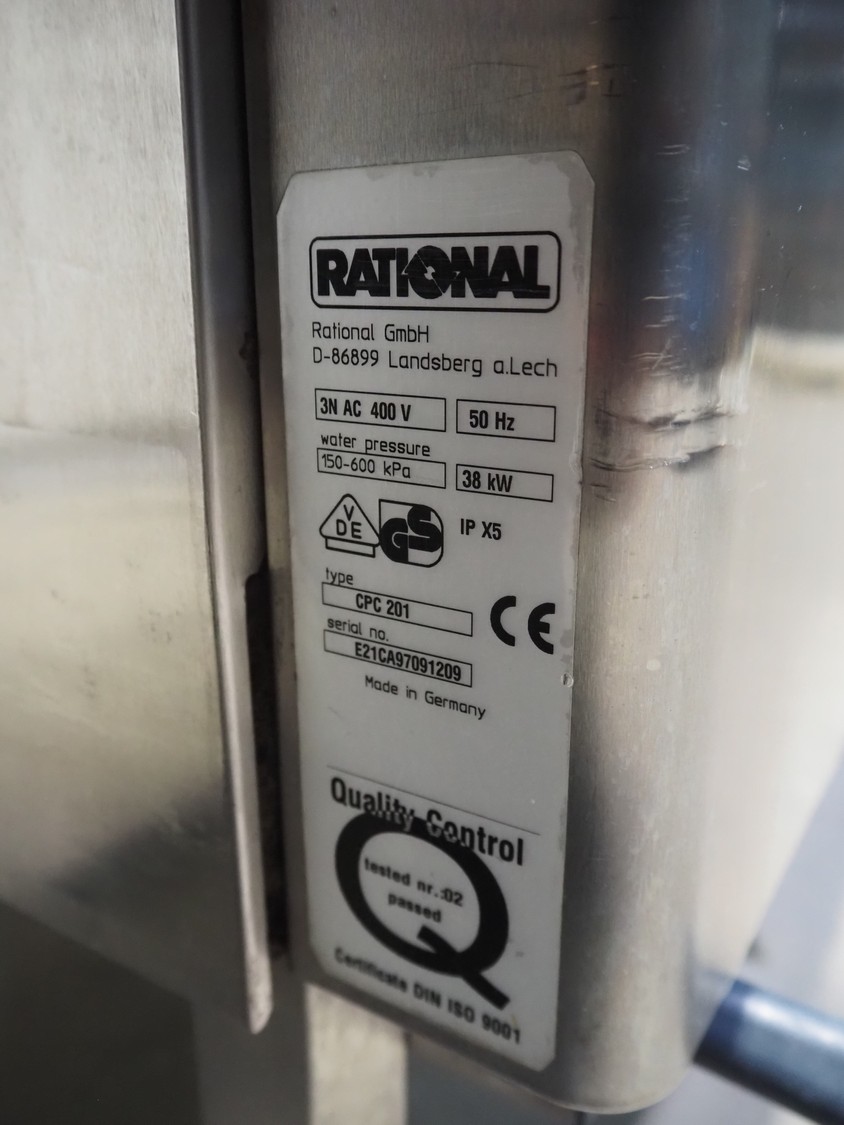 RATIONAL
Rational GmbH
D-86899 Landsberg a.Lech
3N AC 400 V 50 Hz
water pressure
150-600 kPa 38 kW
VDE GS IP X5
type
CPC 201 CE
serial no.
E21CA97091209
Made in Germany
Quality Control
tested nr.:02
passed
Certificate DIN ISO 9001